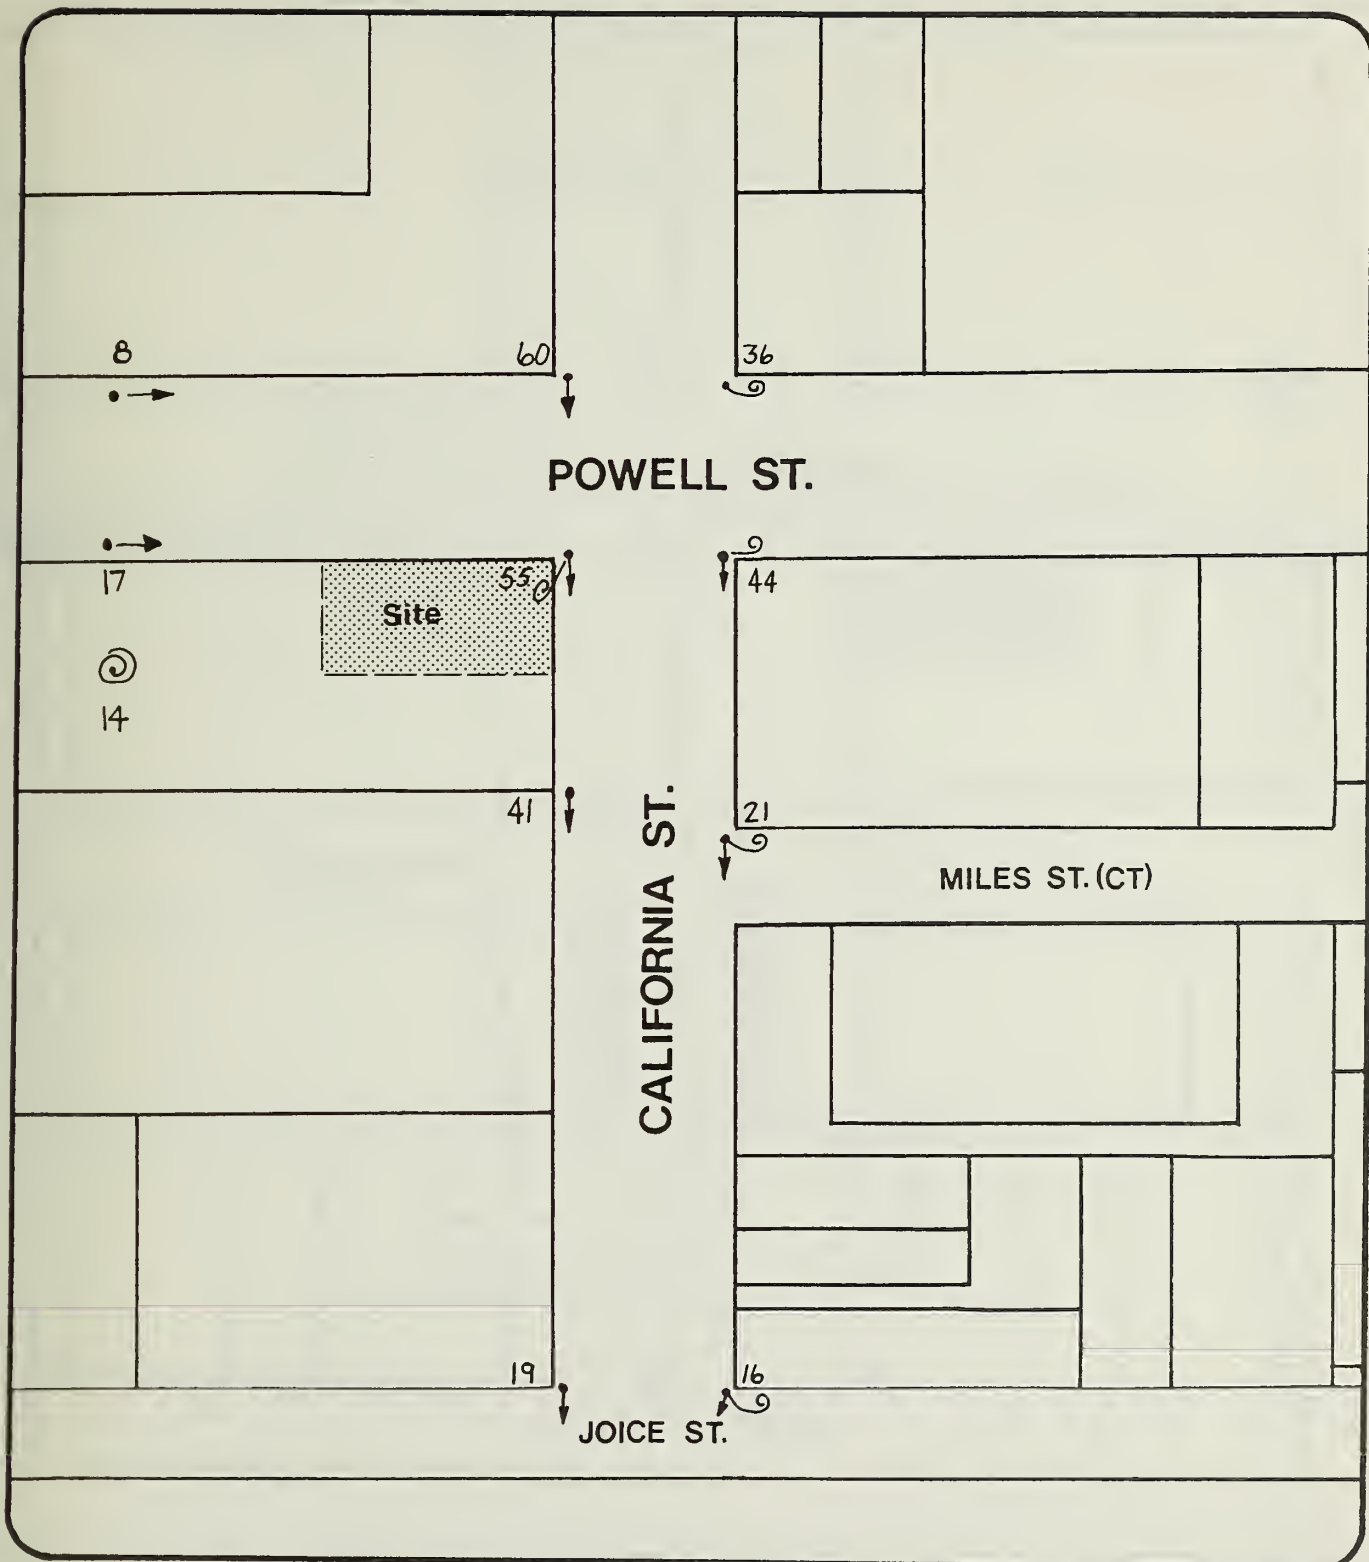 8
60
36
POWELL ST.
17
55
44
Site
14
41
21
CALIFORNIA ST.
MILES ST. (CT)
19
16
JOICE ST.